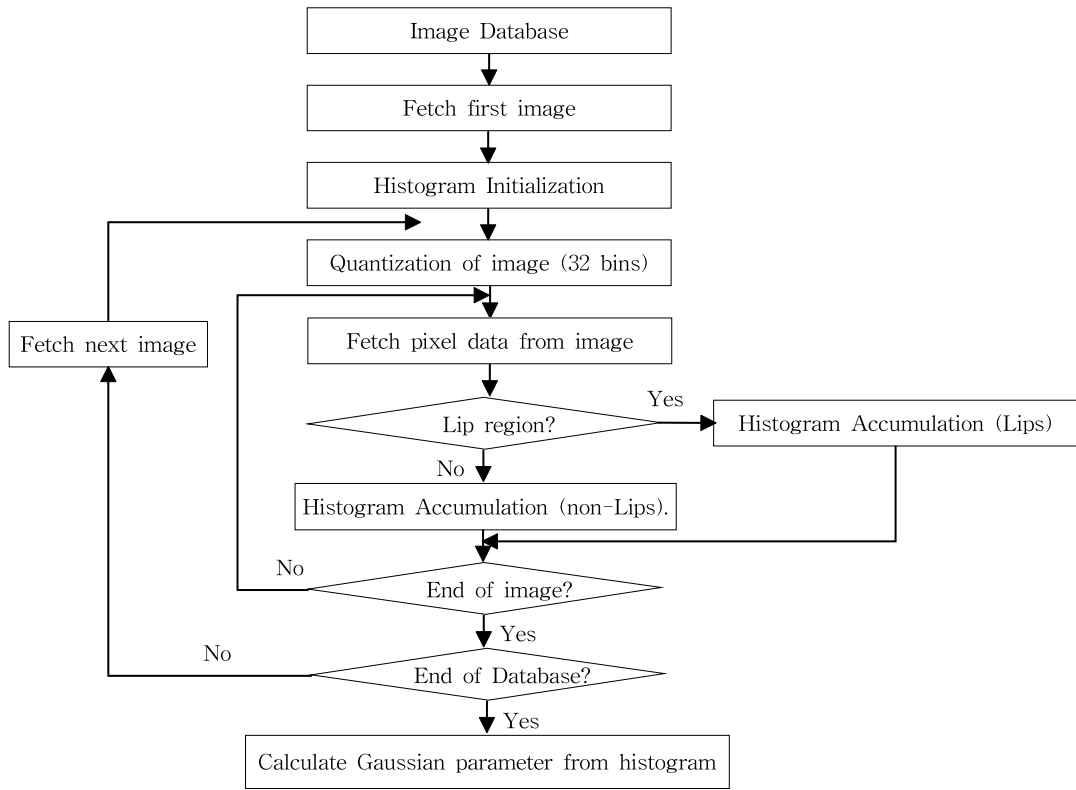 Image Database
Fetch first image
Histogram Initialization
Quantization of image (32 bins)
Fetch next image
Fetch pixel data from image
Yes
Lip region?
Histogram Accumulation (Lips)
No
Histogram Accumulation (non-Lips).
No
End of image?
Yes
No
End of Database?
Yes
Calculate Gaussian parameter from histogram